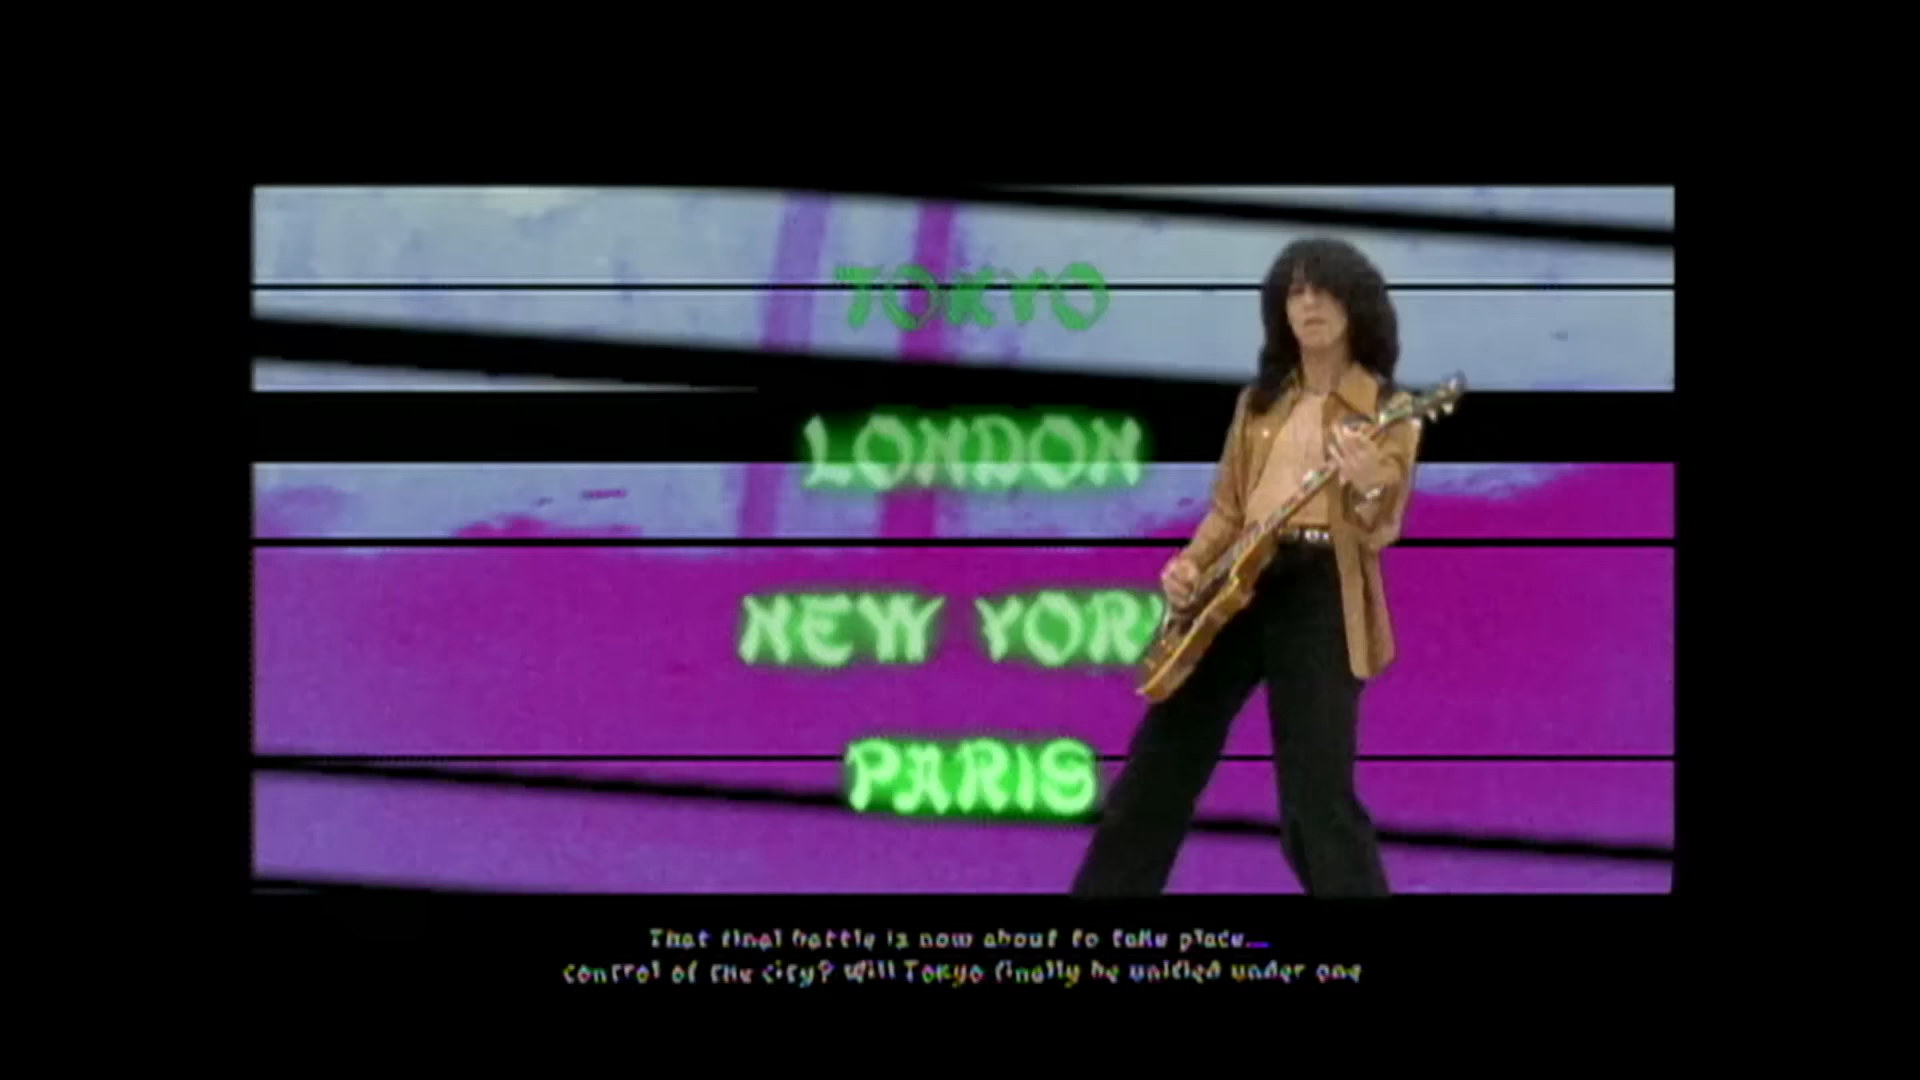 TOKYO
LONDON
NEW YOR
PARIS
That final battle is now about to take place...
control of the city? Will Tokyo finally be unified under one